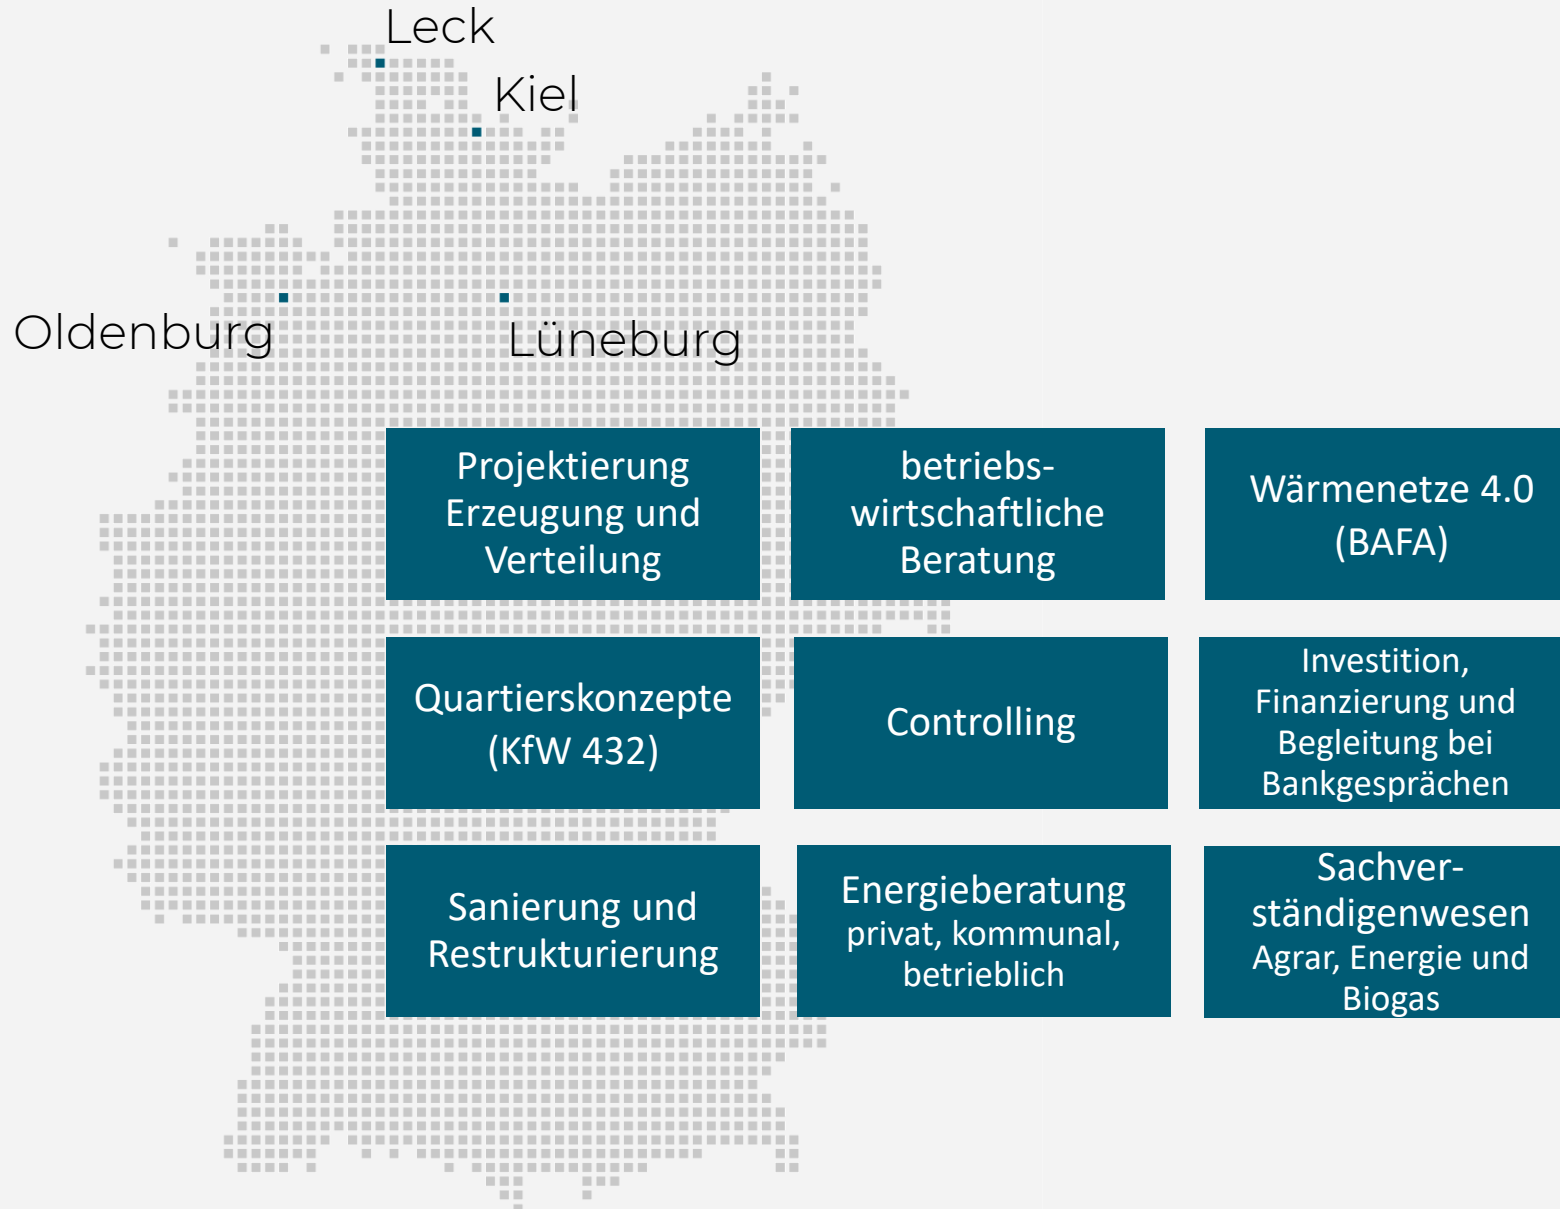 Leck
Kiel
Oldenburg
Lüneburg
Projektierung
Erzeugung und
Verteilung
betriebs-
wirtschaftliche
Beratung
Wärmenetze 4.0
(BAFA)
Quartierskonzepte
(KfW 432)
Controlling
Investition,
Finanzierung und
Begleitung bei
Bankgesprächen
Sanierung und
Restrukturierung
Energieberatung
privat, kommunal,
betrieblich
Sachver-
ständigenwesen
Agrar, Energie und
Biogas